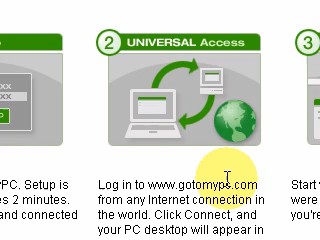 2 UNIVERSAL Access
3
XX
XX
PC. Setup is
es 2 minutes.
and connected
Log in to www.gotomypc.com
from any Internet connection in
the world. Click Connect, and
your PC desktop will appear in
Start
were
you're